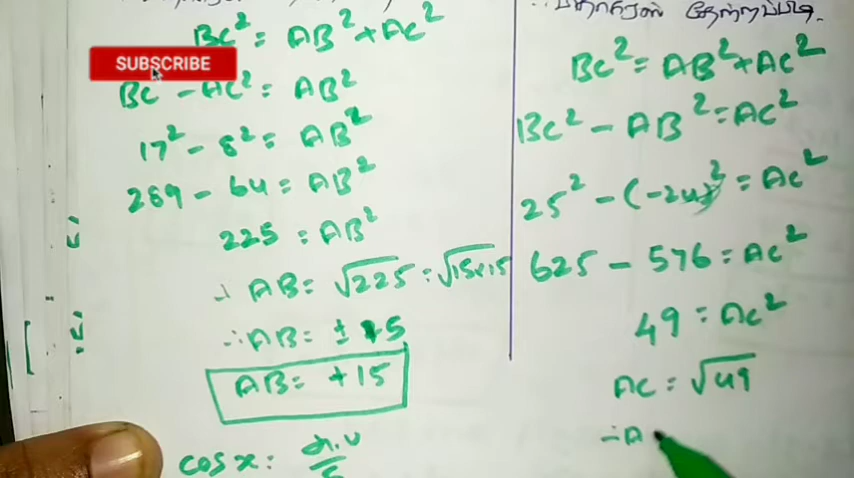 BC² = AB² + AC²
SUBSCRIBE
BC - AC² = AB²
17² - 8² = AB²
289 - 64 = AB²
225 = AB²
∴ AB = √225 = √15×15
∴ AB = ± 15
AB = +15
cos x =
தேற்றப்படி.
BC² = AB² + AC²
BC² - AB² = AC²
25² - (-24)² = AC²
625 - 576 = AC²
49 = AC²
AC = √49
∴ A